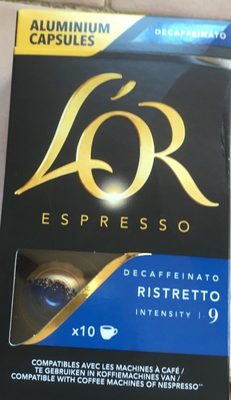 ALUMINIUM
CAPSULES
DECAFFEINATO
L'OR
ESPRESSO
DECAFFEINATO
RISTRETTO
INTENSITY | 9
x10
COMPATIBLES AVEC LES MACHINES À CAFÉ /
TE GEBRUIKEN IN KOFFIEMACHINES VAN /
COMPATIBLE WITH COFFEE MACHINES OF NESPRESSO**